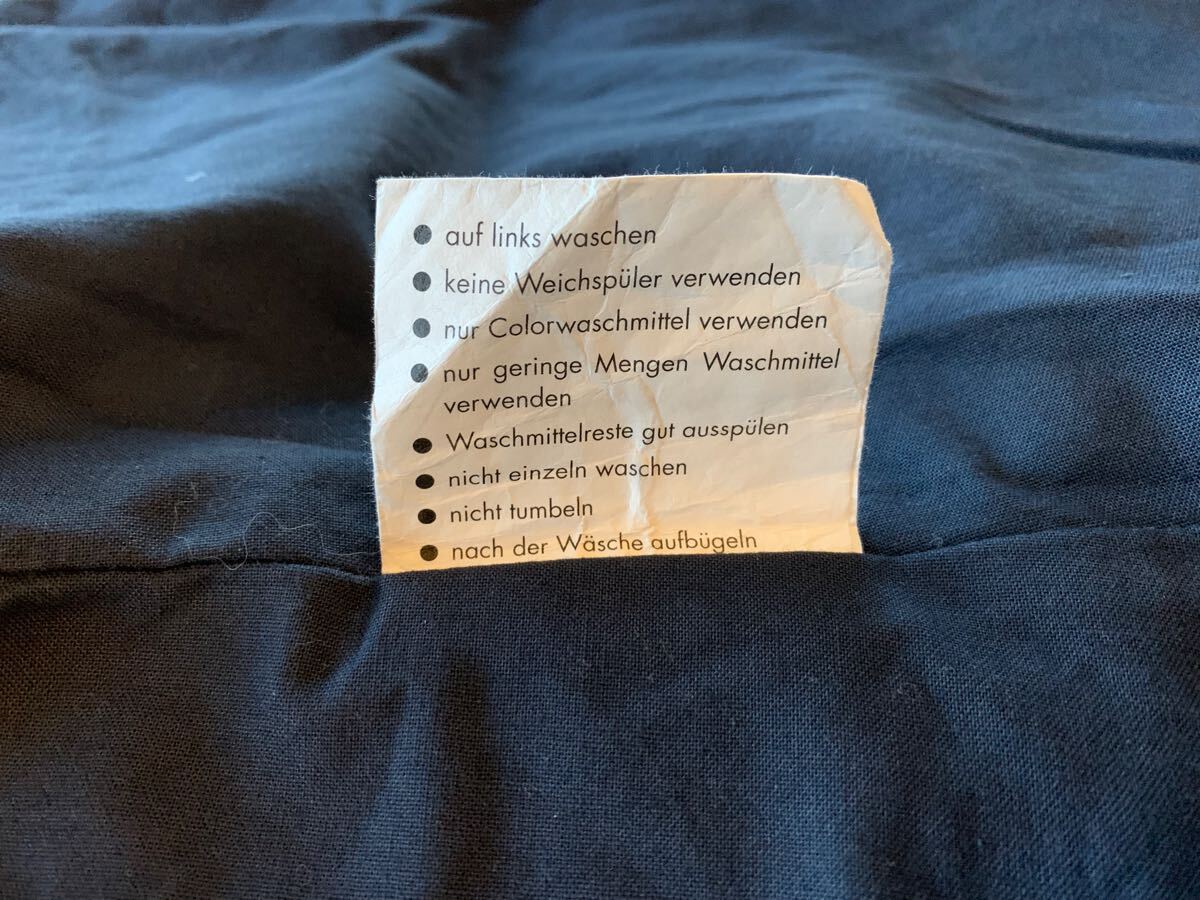 ● auf links waschen
● keine Weichspüler verwenden
● nur Colorwaschmittel verwenden
● nur geringe Mengen Waschmittel
verwenden
● Waschmittelreste gut ausspülen
● nicht einzeln waschen
● nicht tumbeln
● nach der Wäsche aufbügeln